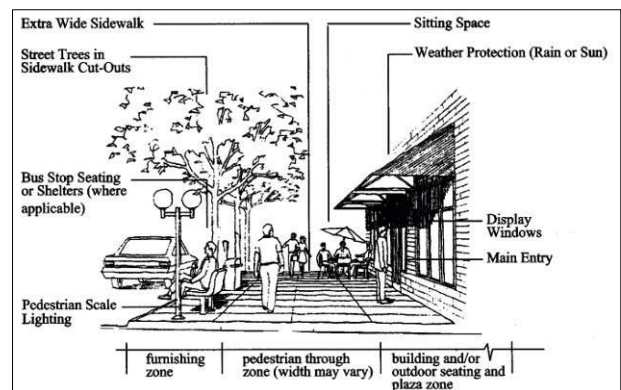 Extra Wide Sidewalk
Street Trees in
Sidewalk Cut-Outs
Bus Stop Seating
or Shelters (where
applicable)
Pedestrian Scale
Lighting
Sitting Space
Weather Protection (Rain or Sun)
Display
Windows
Main Entry
furnishing
zone
pedestrian through
zone (width may vary)
building and/or
outdoor seating and
plaza zone